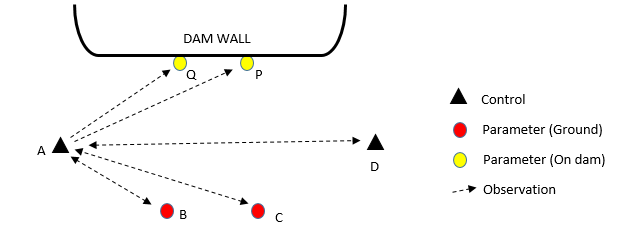 DAM WALL
Q
P
A
D
B
C
Control
Parameter (Ground)
Parameter (On dam)
Observation